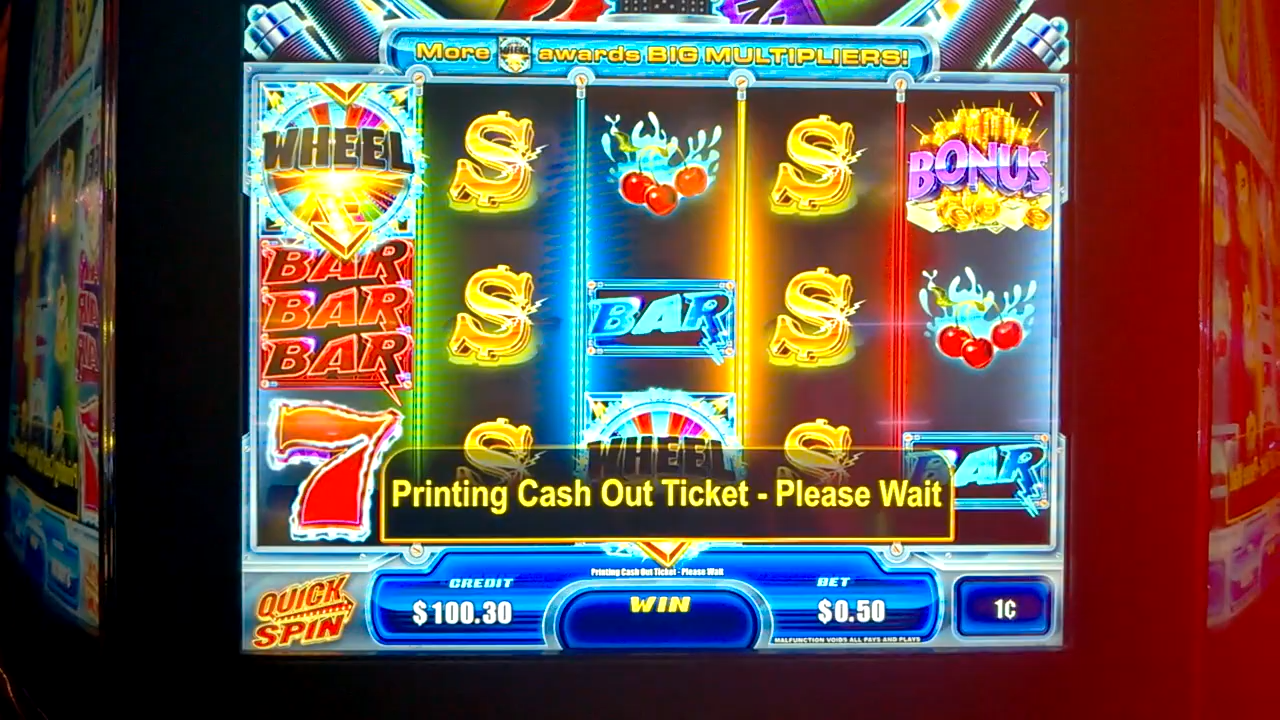 More WHEEL awards BIG MULTIPLIERS!
WHEEL
BONUS
BAR
BAR
BAR
BAR
7
WHEEL
BAR
Printing Cash Out Ticket - Please Wait
Printing Cash Out Ticket - Please Wait
QUICK
SPIN
CREDIT
$100.30
WIN
BET
$0.50
1¢
MALFUNCTION VOIDS ALL PAYS AND PLAYS